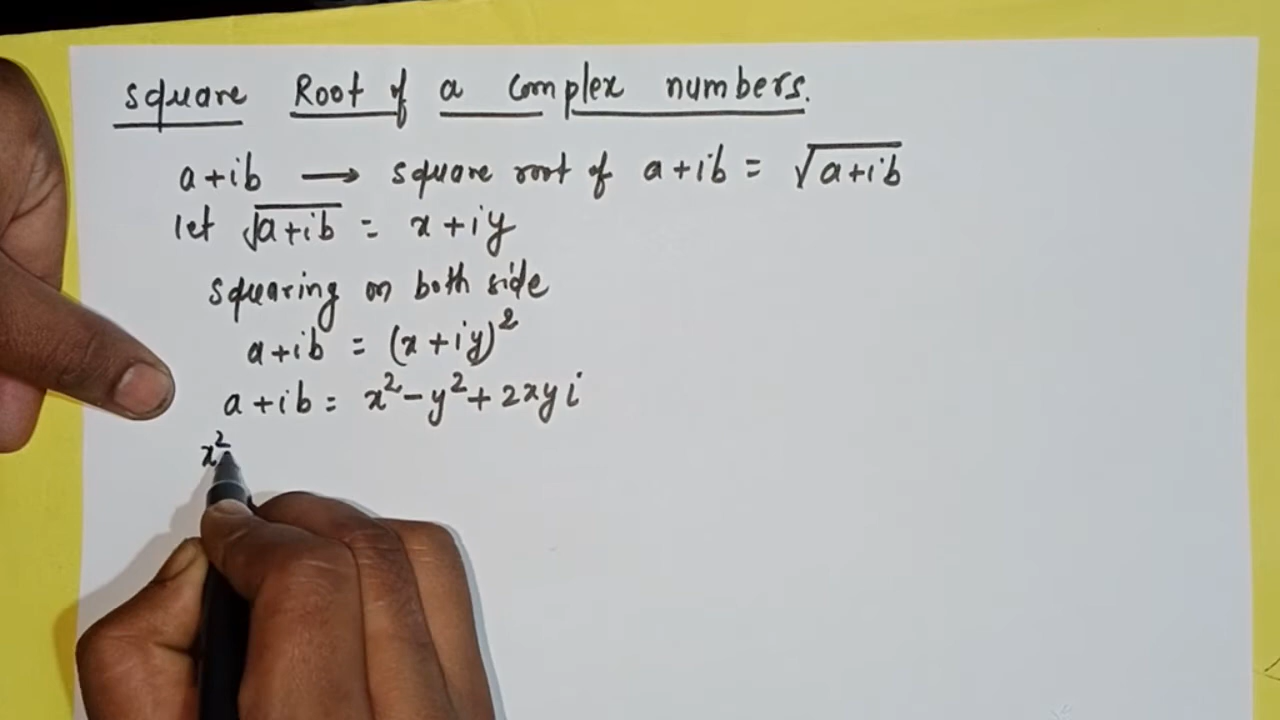 square Root of a complex numbers.
a+ib → square root of a+ib = √(a+ib)
let √(a+ib) = x+iy
squaring on both side
a+ib = (x+iy)²
a+ib = x²-y²+2xyi
x²